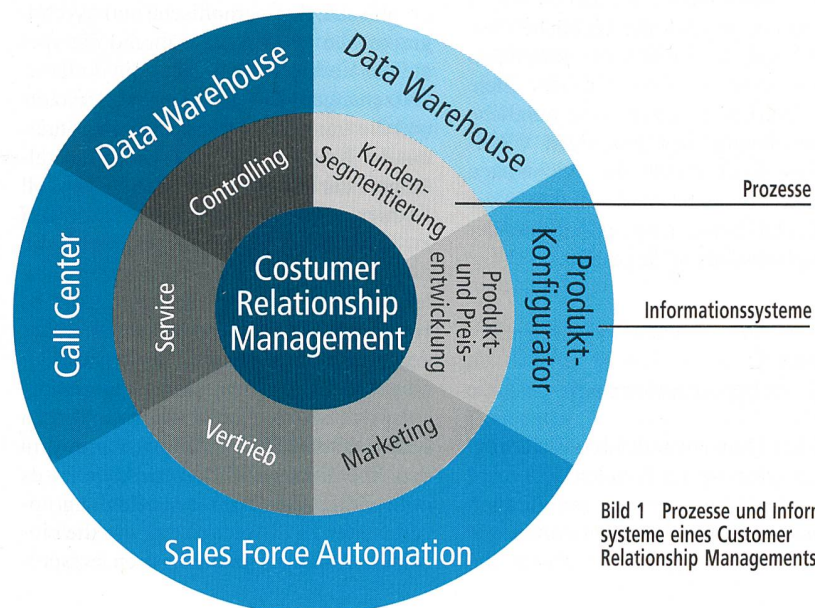 Data Warehouse
Data Warehouse
Controlling
Kunden-
Segmentierung
Prozesse
Call Center
Service
Costumer
Relationship
Management
Produkt-
und Preis-
entwicklung
Produkt-
Konfigurator
Informationssysteme
Vertrieb
Marketing
Sales Force Automation
Bild 1 Prozesse und Infor
systeme eines Customer
Relationship Managements